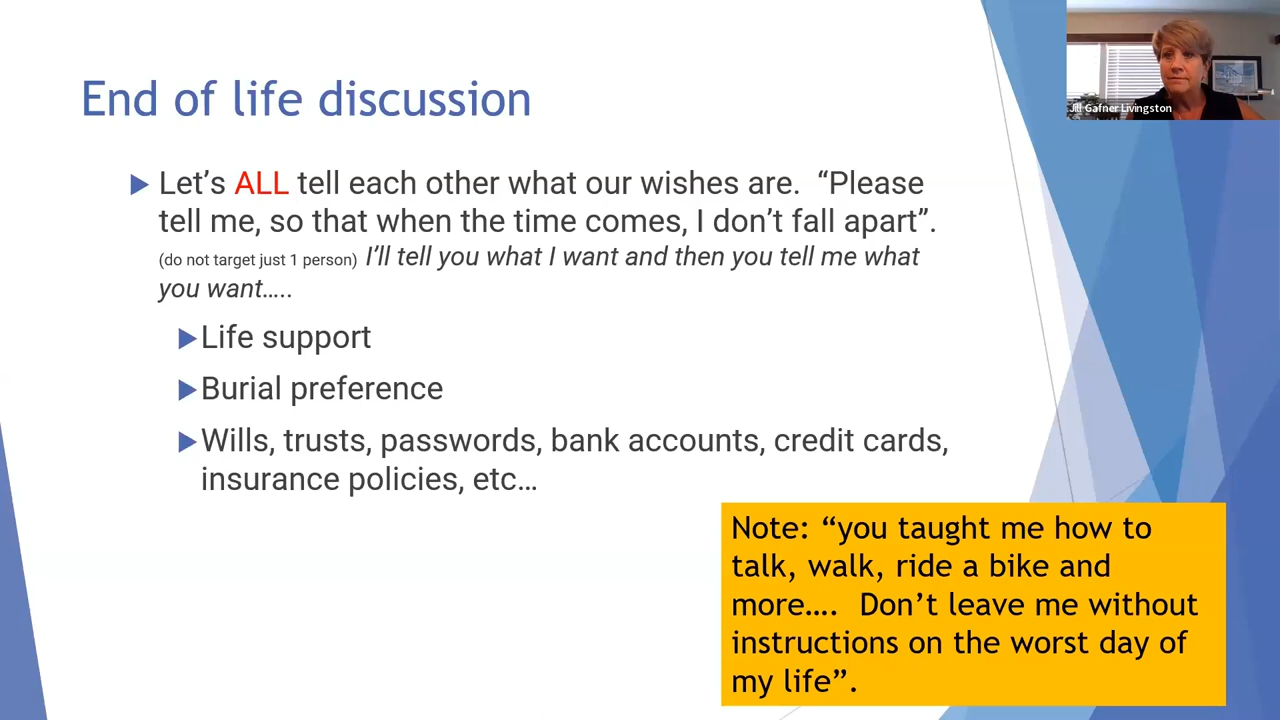 End of life discussion
Let's ALL tell each other what our wishes are.  “Please
tell me, so that when the time comes, I don't fall apart”.
(do not target just 1 person) I'll tell you what I want and then you tell me what
you want…..
Life support
Burial preference
Wills, trusts, passwords, bank accounts, credit cards,
insurance policies, etc…
Note: “you taught me how to
talk, walk, ride a bike and
more….  Don't leave me without
instructions on the worst day of
my life”.
Jill Gafner Livingston